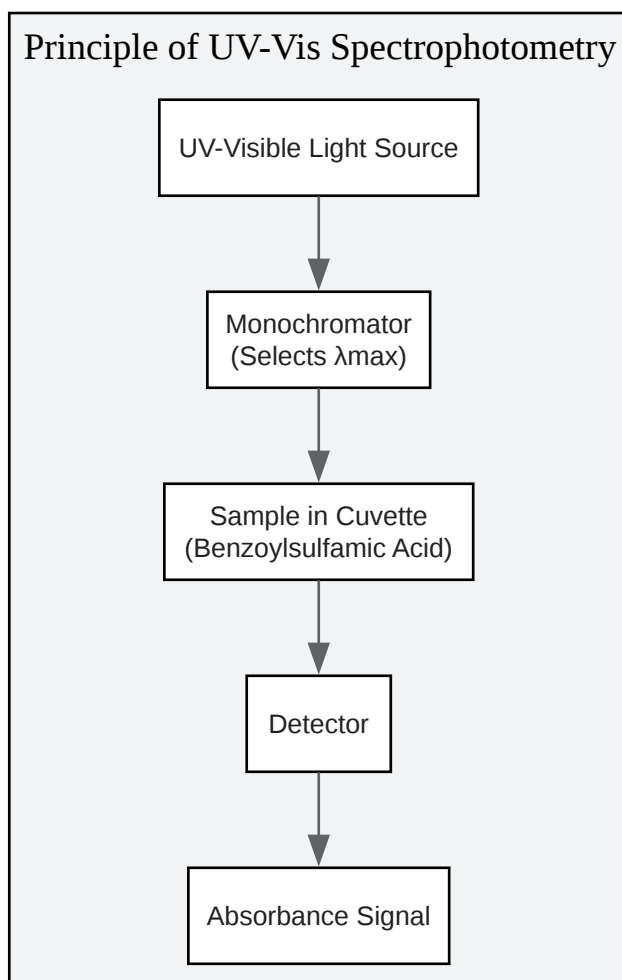 Principle of UV-Vis Spectrophotometry
UV-Visible Light Source
Monochromator
(Selects λmax)
Sample in Cuvette
(Benzoylsulfamic Acid)
Detector
Absorbance Signal